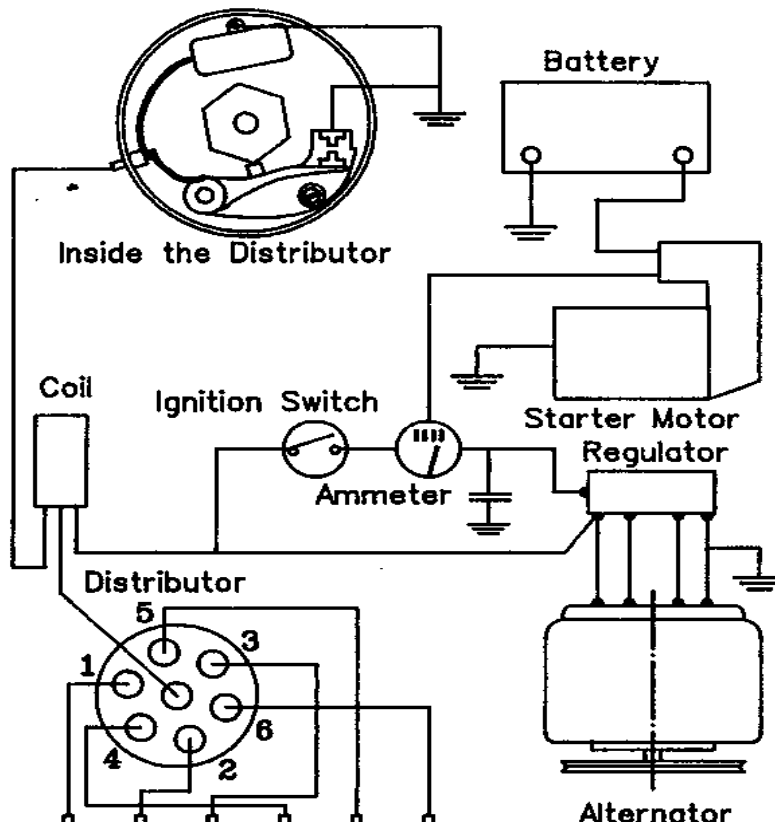 Battery
Inside the Distributor
Coil
Ignition Switch
Starter Motor
Regulator
Ammeter
Distributor
5
3
1
6
4
2
Alternator